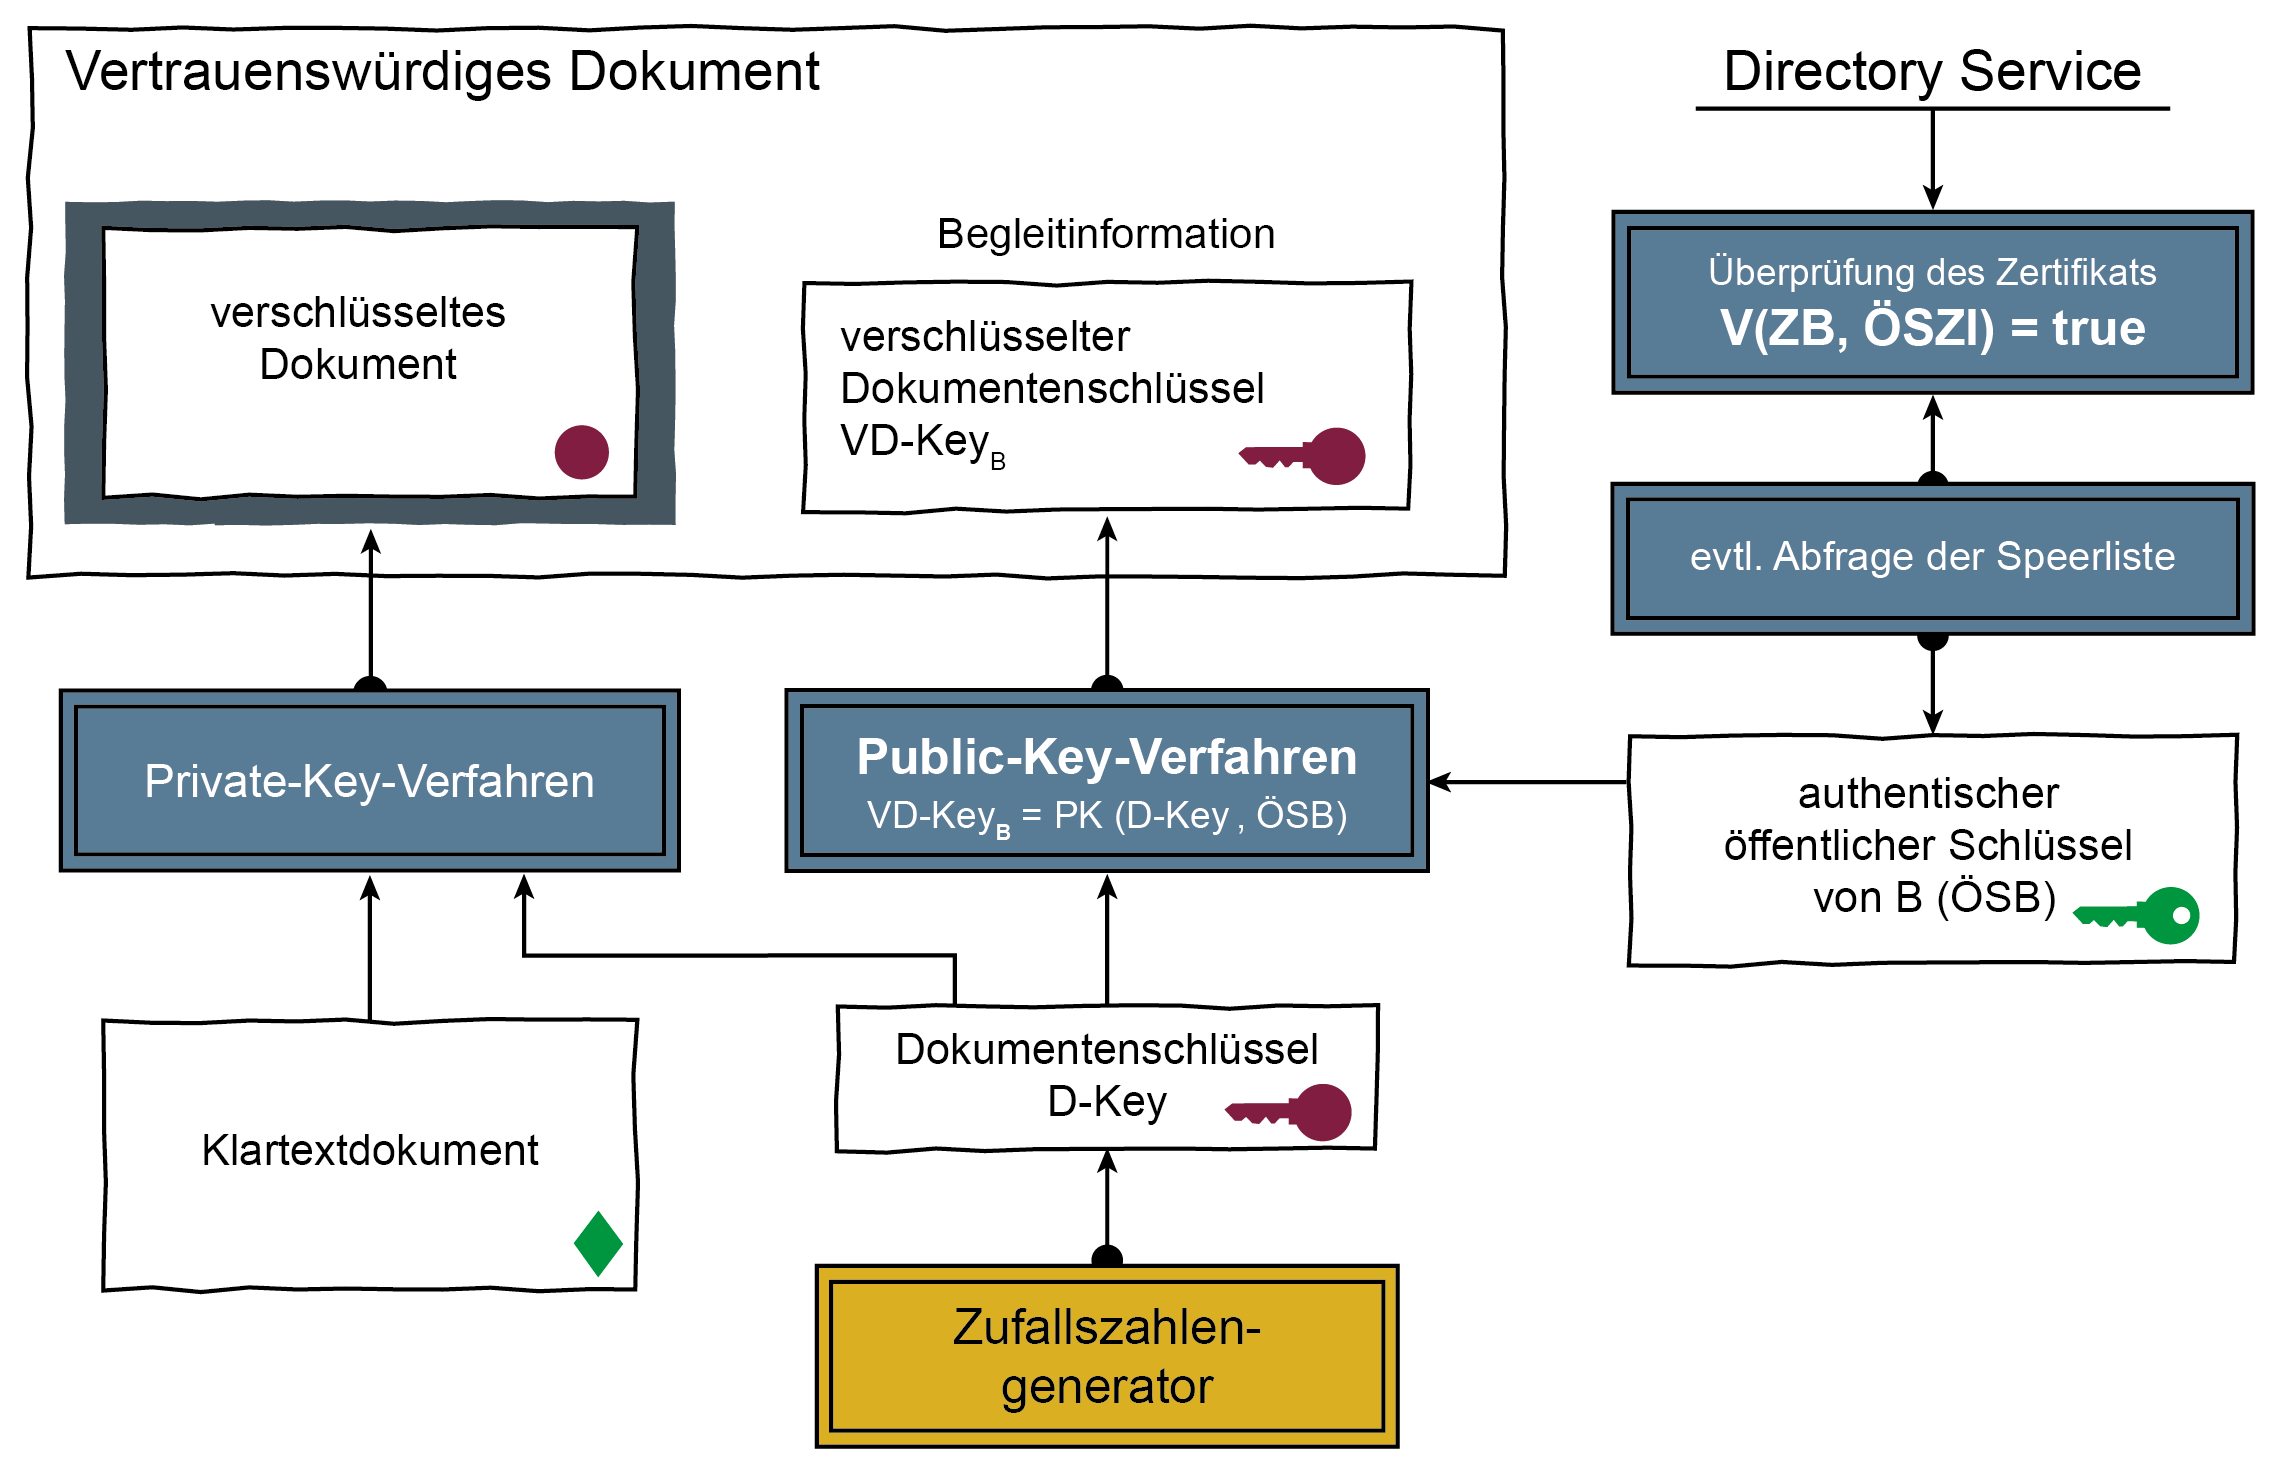 Vertrauenswürdiges Dokument
Directory Service
verschlüsseltes
Dokument
Begleitinformation
verschlüsselter
Dokumentenschlüssel
VD-Key_B
Überprüfung des Zertifikats
V(ZB, ÖSZI) = true
evtl. Abfrage der Speerliste
Private-Key-Verfahren
Public-Key-Verfahren
VD-Key_B = PK (D-Key , ÖSB)
authentischer
öffentlicher Schlüssel
von B (ÖSB)
Klartextdokument
Dokumentenschlüssel
D-Key
Zufallszahlen-
generator